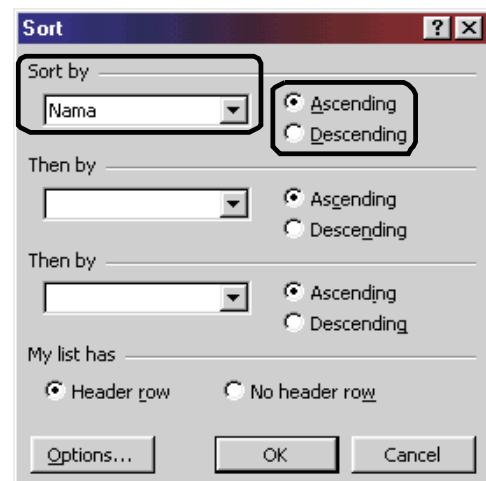 Sort
Sort by
Nama
Ascending
Descending
Then by
Ascending
Descending
Then by
Ascending
Descending
My list has
Header row
No header row
Options...
OK
Cancel